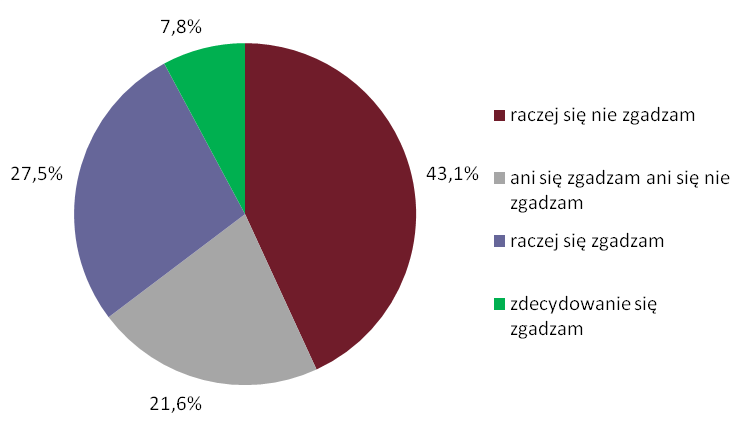 7,8%
27,5%
43,1%
21,6%
raczej się nie zgadzam
ani się zgadzam ani się nie
zgadzam
raczej się zgadzam
zdecydowanie się
zgadzam